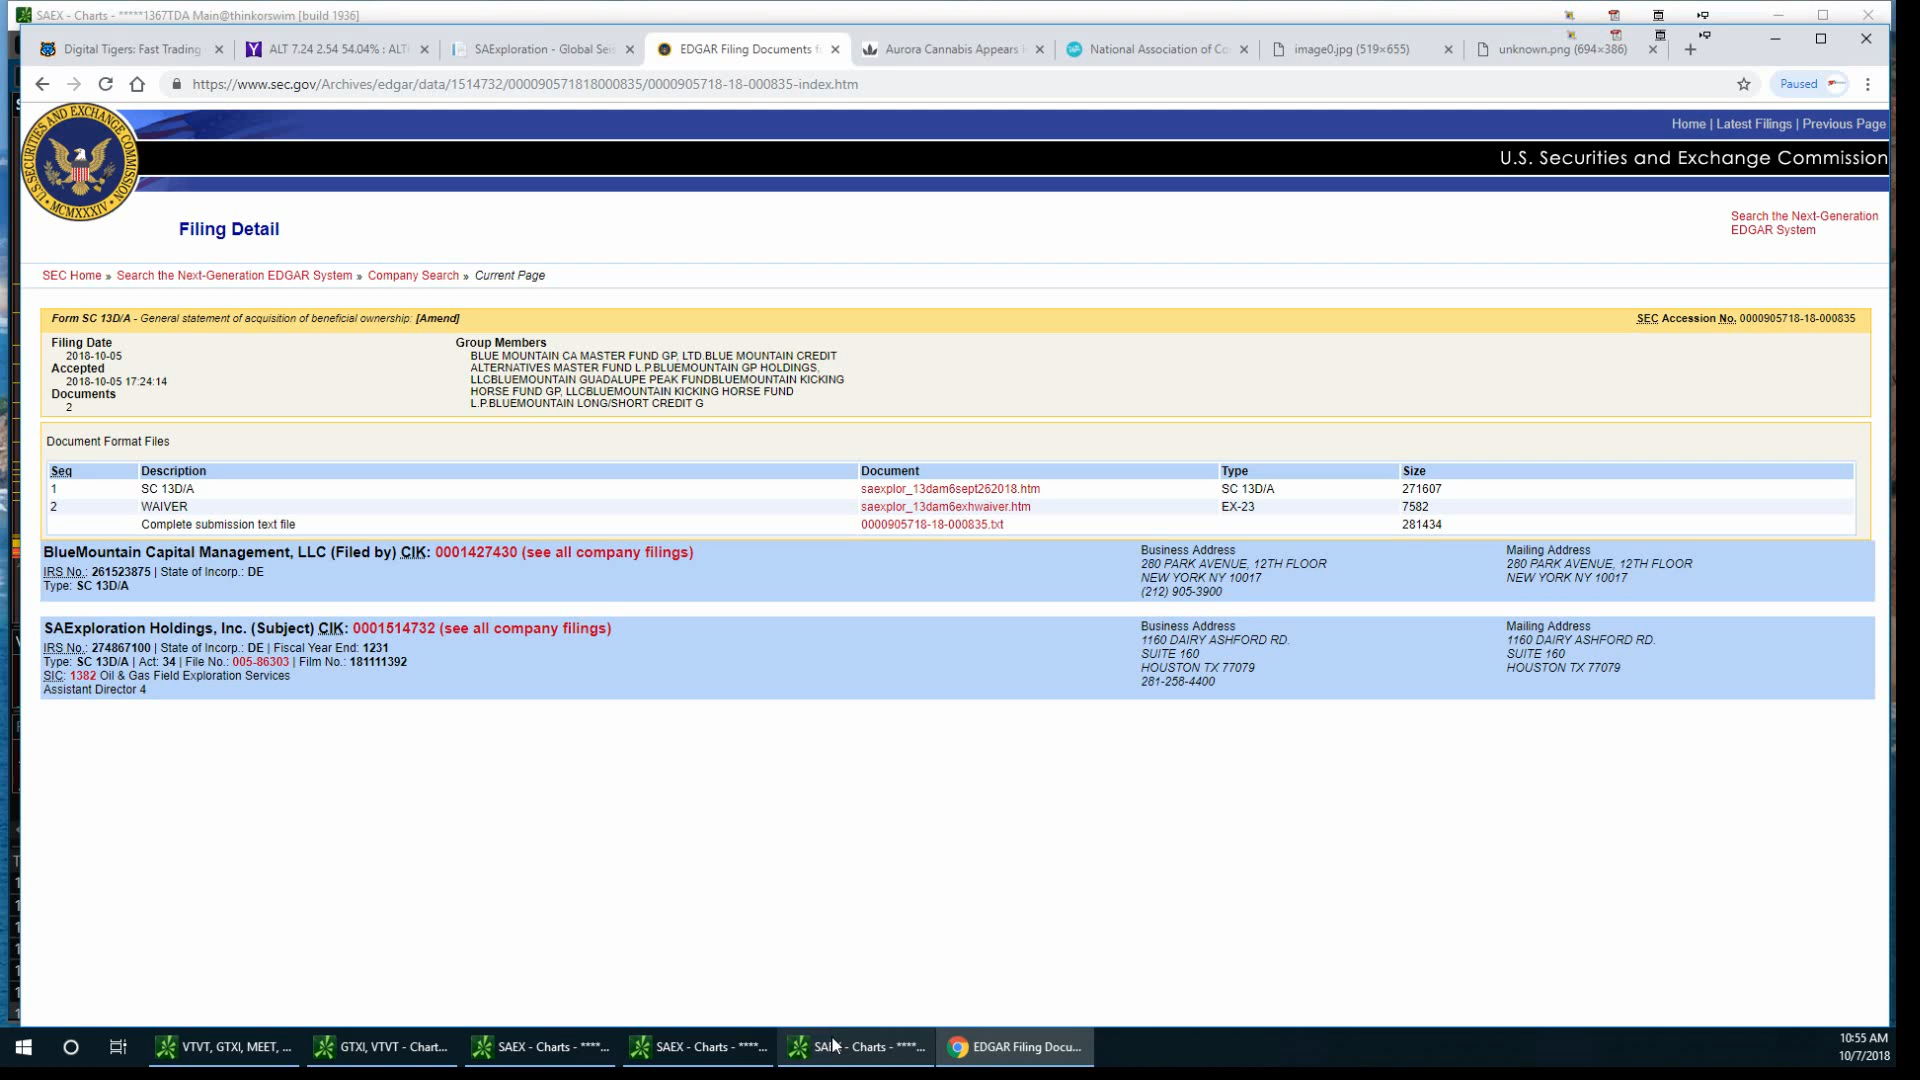 SAEX - Charts - *****1367TDA Main@thinkorswim [build 1936]
Digital Tigers: Fast Trading
ALT 7.24 2.54 54.04% : ALT
SAExploration - Global Seis
EDGAR Filing Documents f
Aurora Cannabis Appears
National Association of Co
image0.jpg (519×655)
unknown.png (694×386)
https://www.sec.gov/Archives/edgar/data/1514732/000090571818000835/0000905718-18-000835-index.htm
Paused
Home | Latest Filings | Previous Page
U.S. Securities and Exchange Commission
SECURITIES AND EXCHANGE COMMISSION
MCMXXXIV
Filing Detail
Search the Next-Generation
EDGAR System
SEC Home » Search the Next-Generation EDGAR System » Company Search » Current Page
Form SC 13D/A - General statement of acquisition of beneficial ownership: [Amend]
SEC Accession No. 0000905718-18-000835
Filing Date
2018-10-05
Accepted
2018-10-05 17:24:14
Documents
2
Group Members
BLUE MOUNTAIN CA MASTER FUND GP, LTD.BLUE MOUNTAIN CREDIT
ALTERNATIVES MASTER FUND L.P.BLUEMOUNTAIN GP HOLDINGS,
LLCBLUEMOUNTAIN GUADALUPE PEAK FUNDBLUEMOUNTAIN KICKING
HORSE FUND GP, LLCBLUEMOUNTAIN KICKING HORSE FUND
L.P.BLUEMOUNTAIN LONG/SHORT CREDIT G
Document Format Files
Seq Description Document Type Size
1 SC 13D/A saexplor_13dam6sept262018.htm SC 13D/A 271607
2 WAIVER saexplor_13dam6exhwaiver.htm EX-23 7582
Complete submission text file 0000905718-18-000835.txt 281434
BlueMountain Capital Management, LLC (Filed by) CIK: 0001427430 (see all company filings)
IRS No.: 261523875 | State of Incorp.: DE
Type: SC 13D/A
Business Address
280 PARK AVENUE, 12TH FLOOR
NEW YORK NY 10017
(212) 905-3900
Mailing Address
280 PARK AVENUE, 12TH FLOOR
NEW YORK NY 10017
SAExploration Holdings, Inc. (Subject) CIK: 0001514732 (see all company filings)
IRS No.: 274867100 | State of Incorp.: DE | Fiscal Year End: 1231
Type: SC 13D/A | Act: 34 | File No.: 005-86303 | Film No.: 181111392
SIC: 1382 Oil & Gas Field Exploration Services
Assistant Director 4
Business Address
1160 DAIRY ASHFORD RD.
SUITE 160
HOUSTON TX 77079
281-258-4400
Mailing Address
1160 DAIRY ASHFORD RD.
SUITE 160
HOUSTON TX 77079
VTVT, GTXI, MEET, ...
GTXI, VTVT - Chart...
SAEX - Charts - ****...
SAEX - Charts - ****...
- Charts - ****...
EDGAR Filing Docu...
10:55 AM
10/7/2018